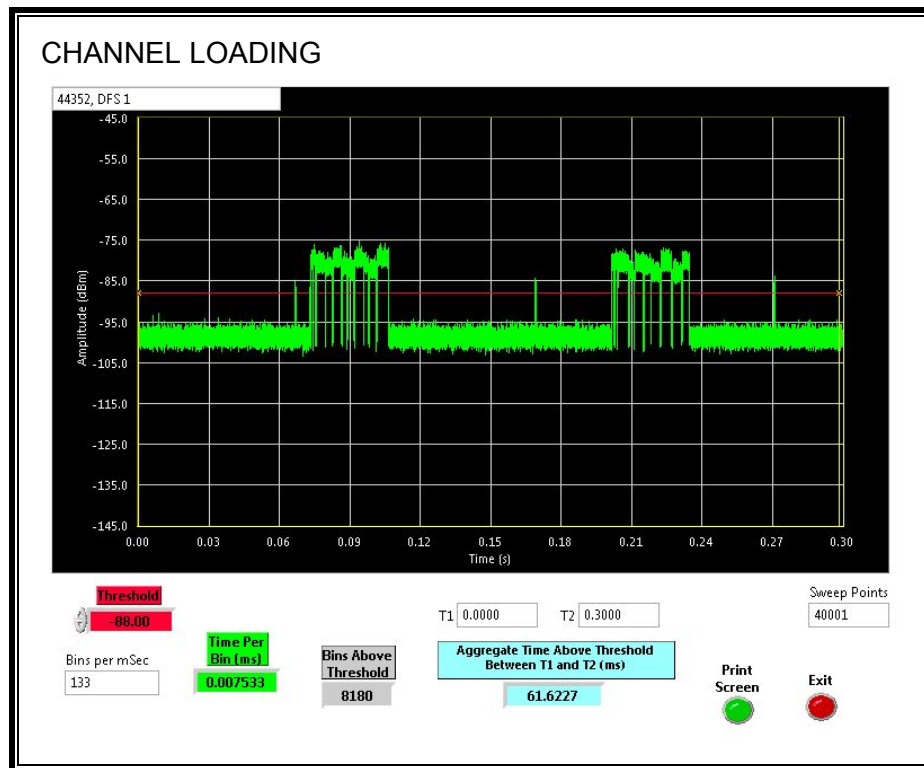 CHANNEL LOADING
44352, DFS 1
-45.0
-55.0
-65.0
-75.0
-85.0
-95.0
-105.0
-115.0
-125.0
-135.0
-145.0
Amplitude (dBm)
0.00 0.03 0.06 0.09 0.12 0.15 0.18 0.21 0.24 0.27 0.30
Time (s)
Threshold
-88.00
Bins per mSec
133
Time Per
Bin (ms)
0.007533
Bins Above
Threshold
8180
T1 0.0000 T2 0.3000
Aggregate Time Above Threshold
Between T1 and T2 (ms)
61.6227
Sweep Points
40001
Print
Screen
Exit